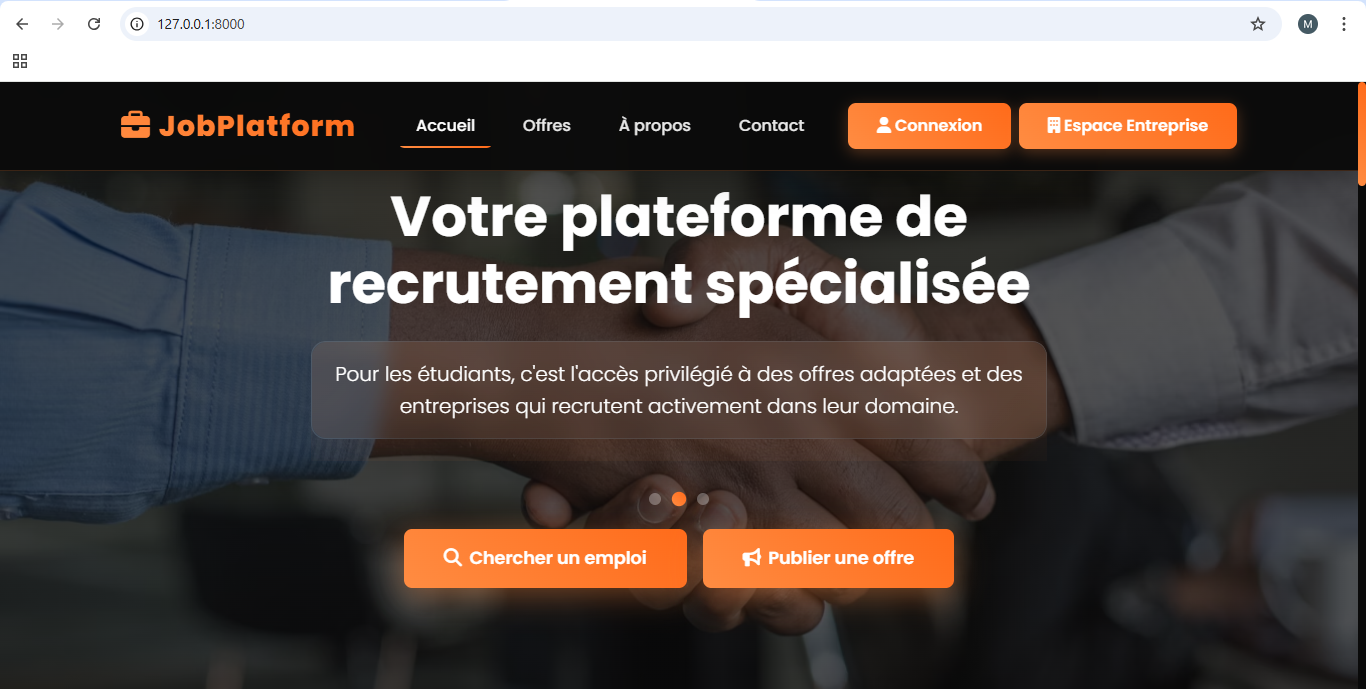 127.0.0.1:8000
M
JobPlatform
Accueil
Offres
À propos
Contact
Connexion
Espace Entreprise
Votre plateforme de
recrutement spécialisée
Pour les étudiants, c'est l'accès privilégié à des offres adaptées et des
entreprises qui recrutent activement dans leur domaine.
Chercher un emploi
Publier une offre